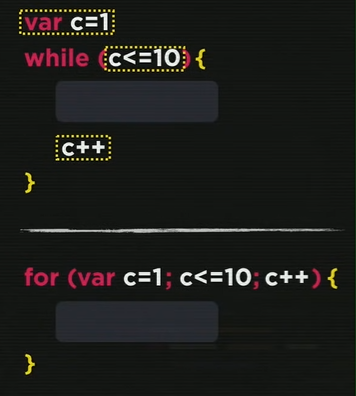 var c=1
while (c<=10) {
c++
}
for (var c=1; c<=10; c++) {
}